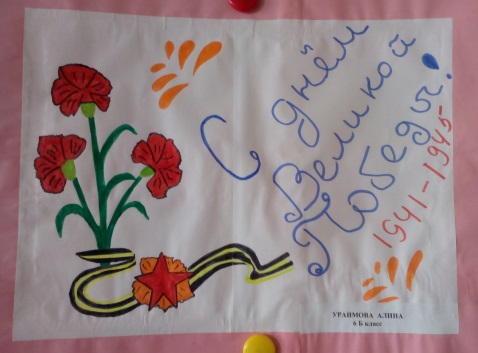 С днём
Великой
Победы!
1941-1945
УРАИМОВА АЛИНА
6 Б класс